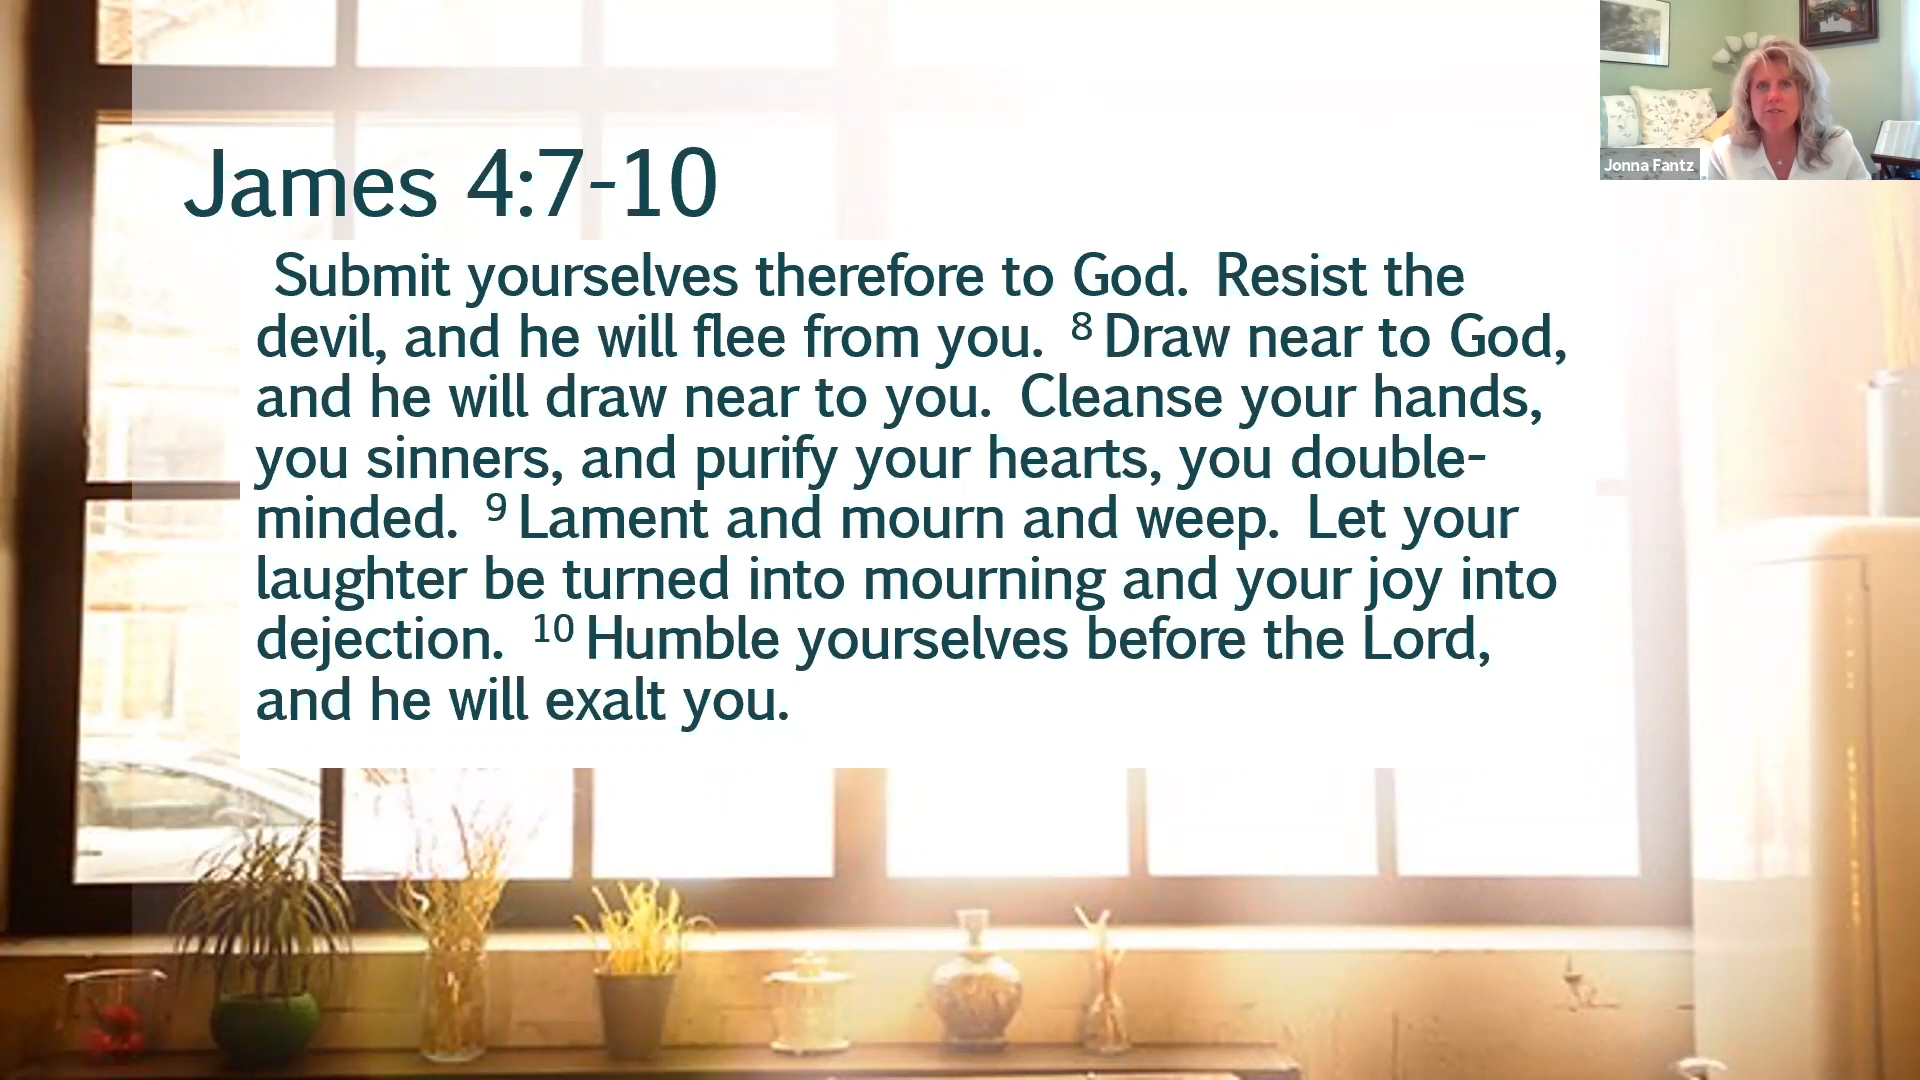 James 4:7-10
Submit yourselves therefore to God. Resist the
devil, and he will flee from you. 8 Draw near to God,
and he will draw near to you. Cleanse your hands,
you sinners, and purify your hearts, you double-
minded. 9 Lament and mourn and weep. Let your
laughter be turned into mourning and your joy into
dejection. 10 Humble yourselves before the Lord,
and he will exalt you.
Jonna Fantz